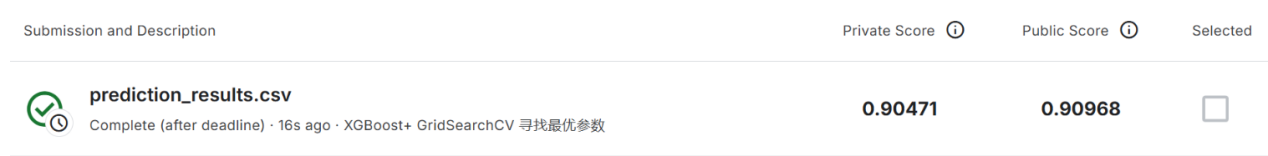 Submission and Description Private Score Public Score Selected
prediction_results.csv
0.90471 0.90968
Complete (after deadline) · 16s ago · XGBoost+ GridSearchCV 寻找最优参数